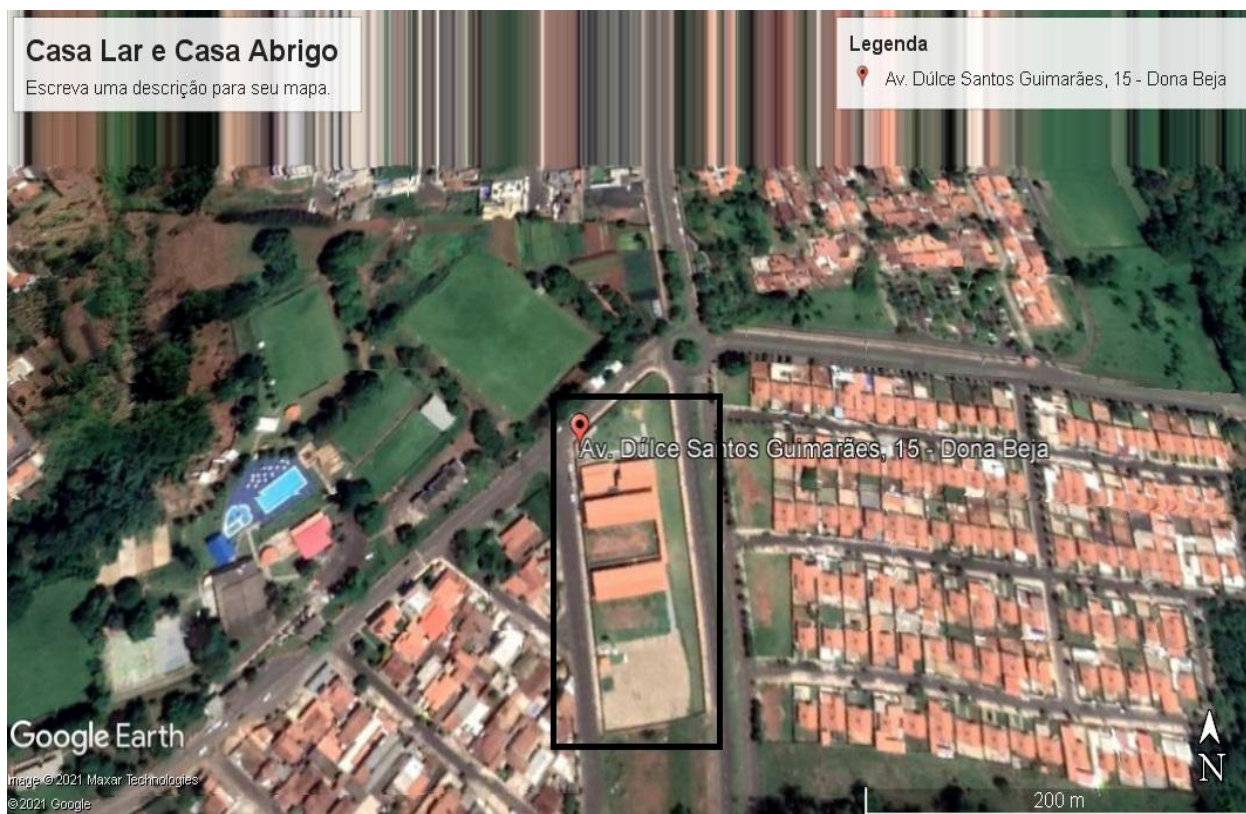 Casa Lar e Casa Abrigo
Escreva uma descrição para seu mapa.
Legenda
Av. Dúlce Santos Guimarães, 15 - Dona Beja
Av. Dúlce Santos Guimarães, 15 - Dona Beja
Google Earth
Image © 2021 Maxar Technologies
© 2021 Google
N
200 m